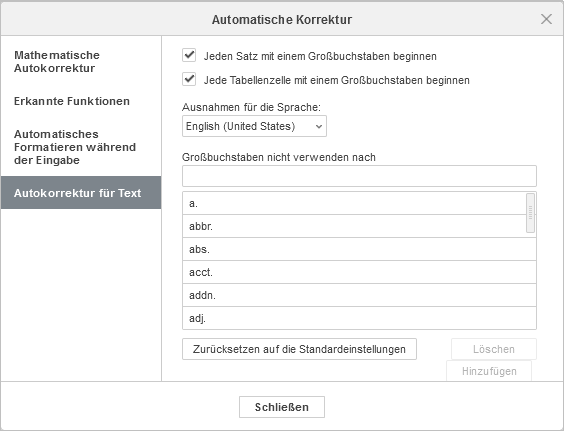 Automatische Korrektur
Mathematische
Autokorrektur
Erkannte Funktionen
Automatisches
Formatieren während
der Eingabe
Autokorrektur für Text
Jeden Satz mit einem Großbuchstaben beginnen
Jede Tabellenzelle mit einem Großbuchstaben beginnen
Ausnahmen für die Sprache:
English (United States)
Großbuchstaben nicht verwenden nach
a.
abbr.
abs.
acct.
addn.
adj.
Zurücksetzen auf die Standardeinstellungen
Löschen
Hinzufügen
Schließen